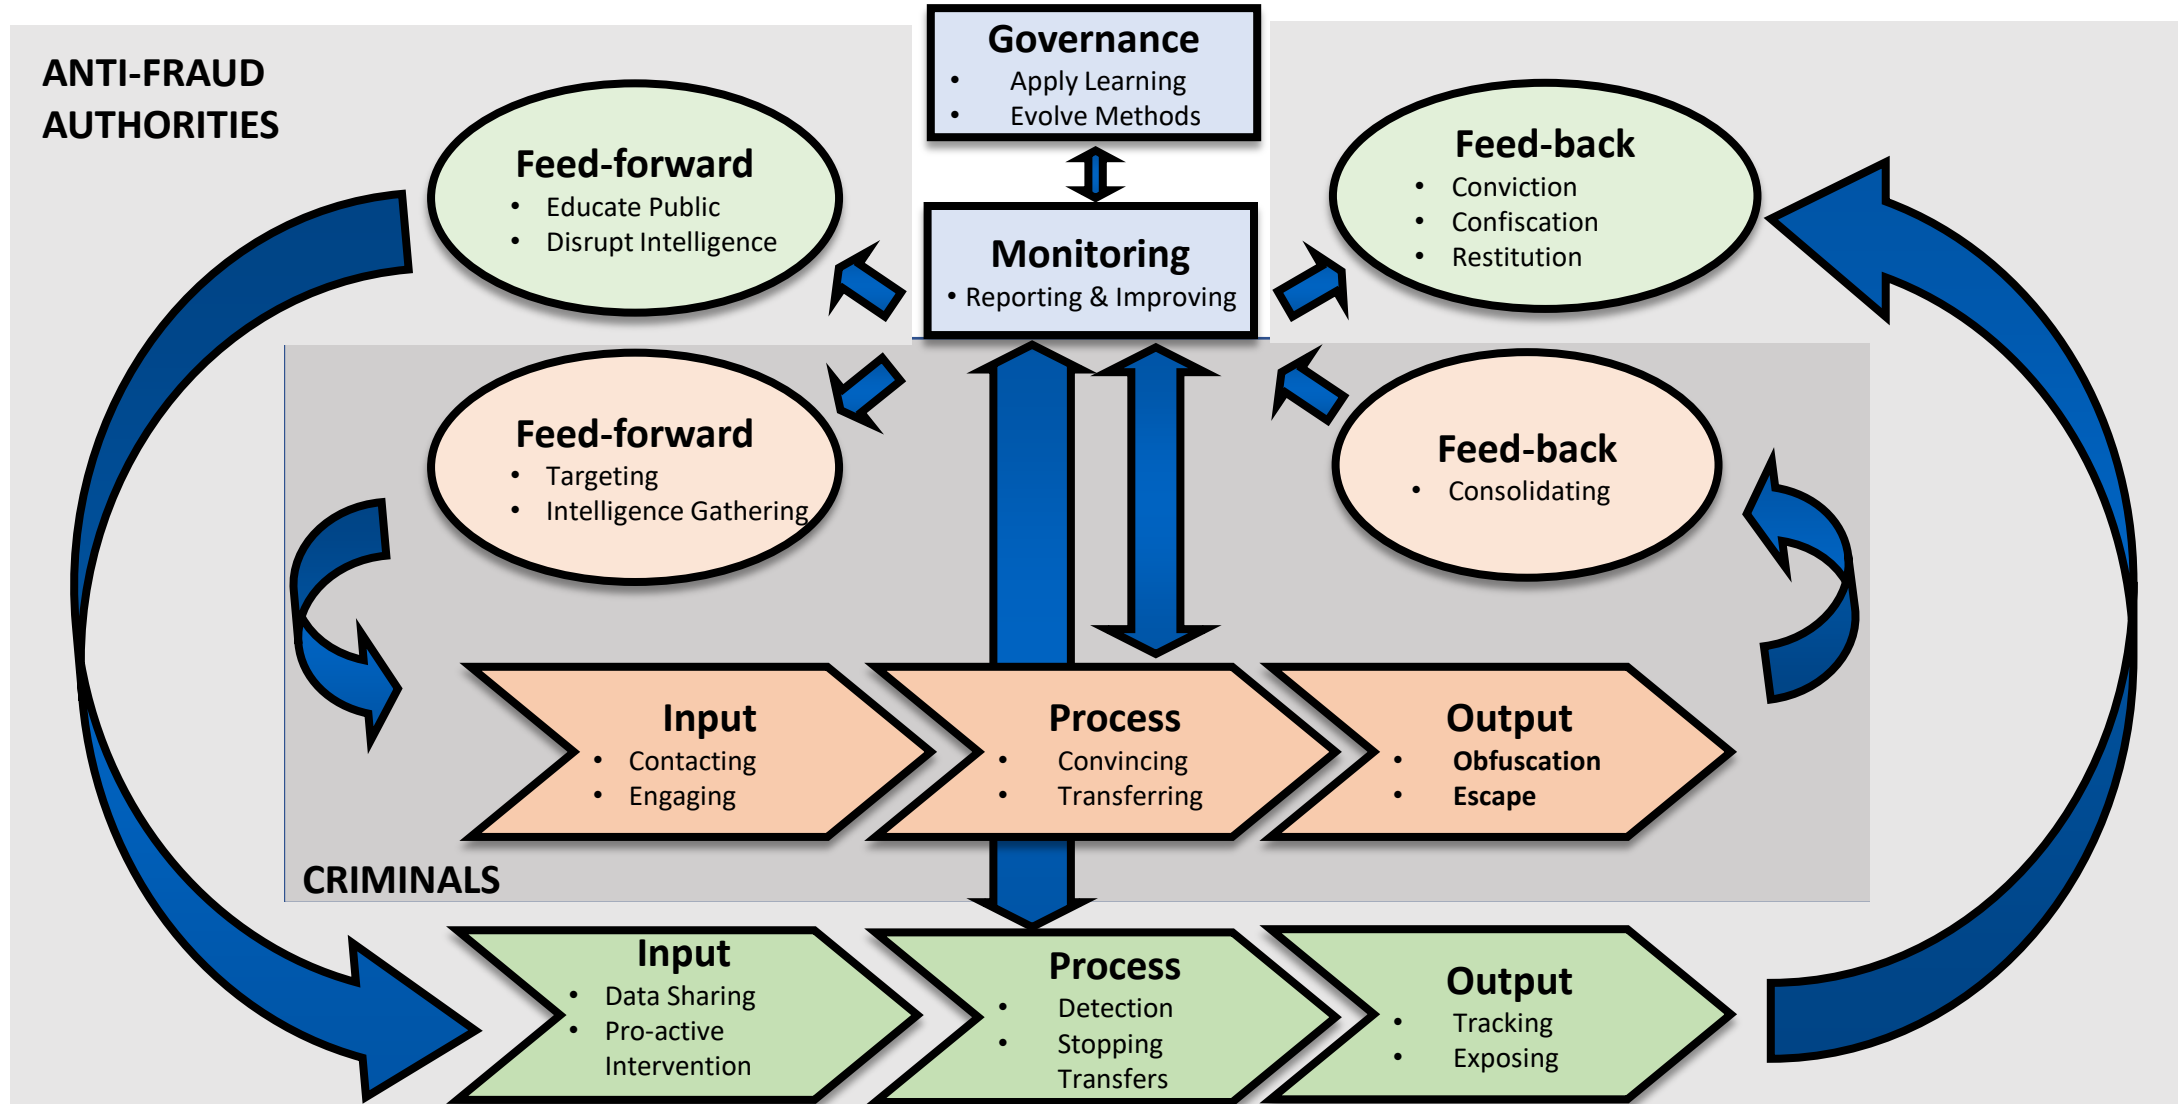 ANTI-FRAUD
AUTHORITIES
Governance
• Apply Learning
• Evolve Methods
Feed-forward
• Educate Public
• Disrupt Intelligence
Monitoring
• Reporting & Improving
Feed-back
• Conviction
• Confiscation
• Restitution
Feed-forward
• Targeting
• Intelligence Gathering
Feed-back
• Consolidating
Input
• Contacting
• Engaging
Process
• Convincing
• Transferring
Output
• Obfuscation
• Escape
CRIMINALS
Input
• Data Sharing
• Pro-active
Intervention
Process
• Detection
• Stopping
Transfers
Output
• Tracking
• Exposing